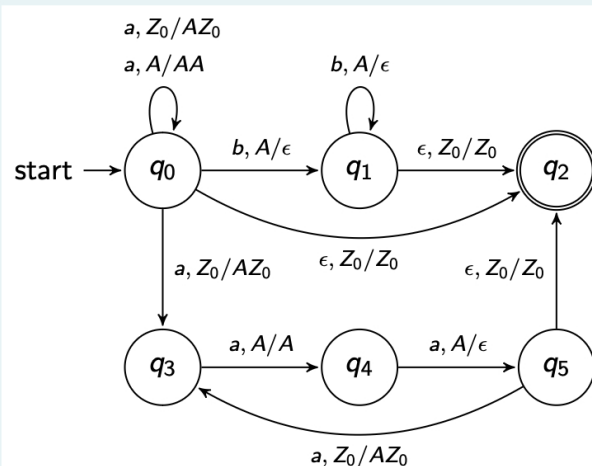 a, Z₀/AZ₀
a, A/AA
b, A/ϵ
start
q₀
b, A/ϵ
q₁
ϵ, Z₀/Z₀
q₂
ϵ, Z₀/Z₀
a, Z₀/AZ₀
ϵ, Z₀/Z₀
q₃
a, A/A
q₄
a, A/ϵ
q₅
a, Z₀/AZ₀